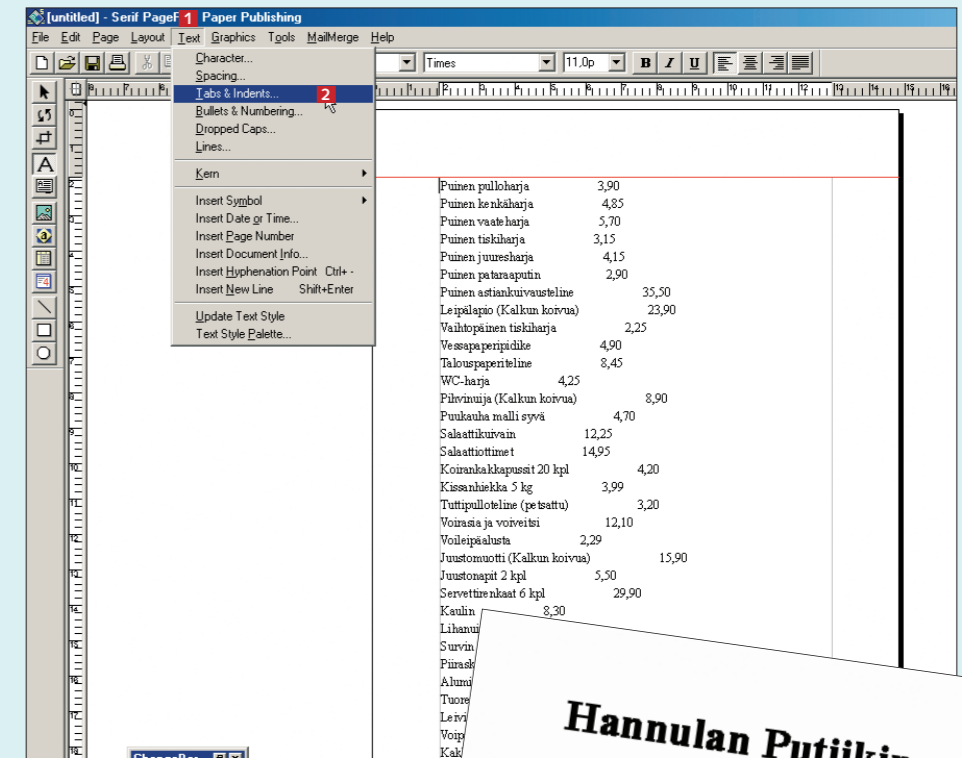 [untitled] - Serif PageP 1 Paper Publishing
File Edit Page Layout Text Graphics Tools MailMerge Help
Times 11,0p B I U
Character...
Spacing...
Tabs & Indents... 2
Bullets & Numbering...
Dropped Caps...
Lines...
Kern
Insert Symbol
Insert Date or Time...
Insert Page Number
Insert Document Info...
Insert Hyphenation Point Ctrl+ -
Insert New Line Shift+Enter
Update Text Style
Text Style Palette...
Puinen pulloharja 3,90
Puinen kenkäharja 4,85
Puinen vaateharja 5,70
Puinen tiskiharja 3,15
Puinen juuresharja 4,15
Puinen pataraaputin 2,90
Puinen astiankuivausteline 35,50
Leipälapio (Kalkun koivua) 23,90
Vaihtopäinen tiskiharja 2,25
Vessapaperipidike 4,90
Talouspaperiteline 8,45
WC-harja 4,25
Pihvinuija (Kalkun koivua) 8,90
Puukauha malli syvä 4,70
Salaattikuivain 12,25
Salaattiottimet 14,95
Koirankakkapussit 20 kpl 4,20
Kissanhiekka 5 kg 3,99
Tuttipulloteline (petsattu) 3,20
Voirasia ja voiveitsi 12,10
Voileipäalusta 2,29
Juustomuotti (Kalkun koivua) 15,90
Juustonapit 2 kpl 5,50
Servettirenkaat 6 kpl 29,90
Kaulin 8,30
Lihanui
Survin
Piirask
Alumi
Tuore
Leivi
Voip
Kak
Hannulan Putiikin